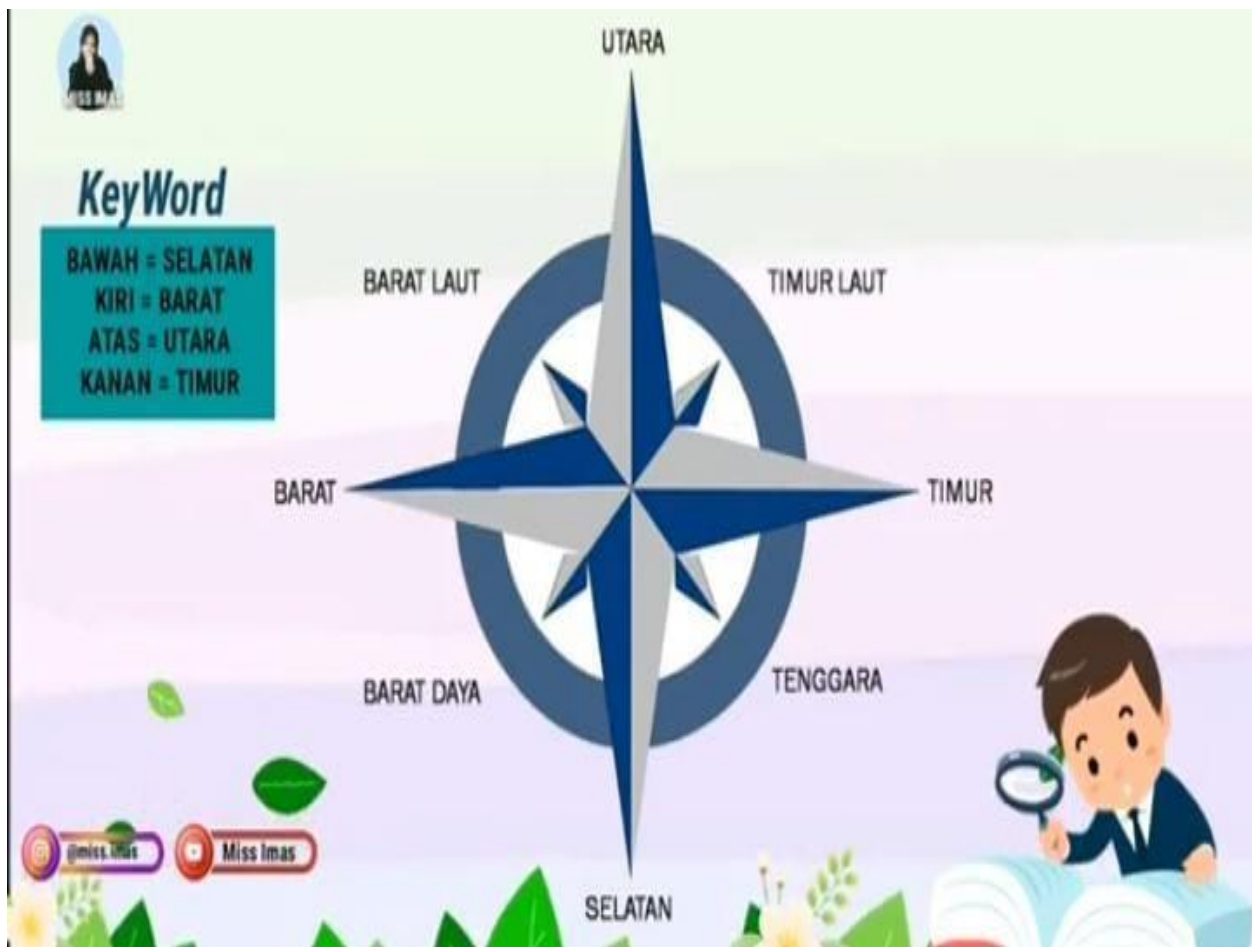 UTARA
MISS IMAS
KeyWord
BAWAH = SELATAN
KIRI = BARAT
ATAS = UTARA
KANAN = TIMUR
BARAT LAUT
TIMUR LAUT
BARAT
TIMUR
BARAT DAYA
TENGGARA
@miss.imas
Miss Imas
SELATAN